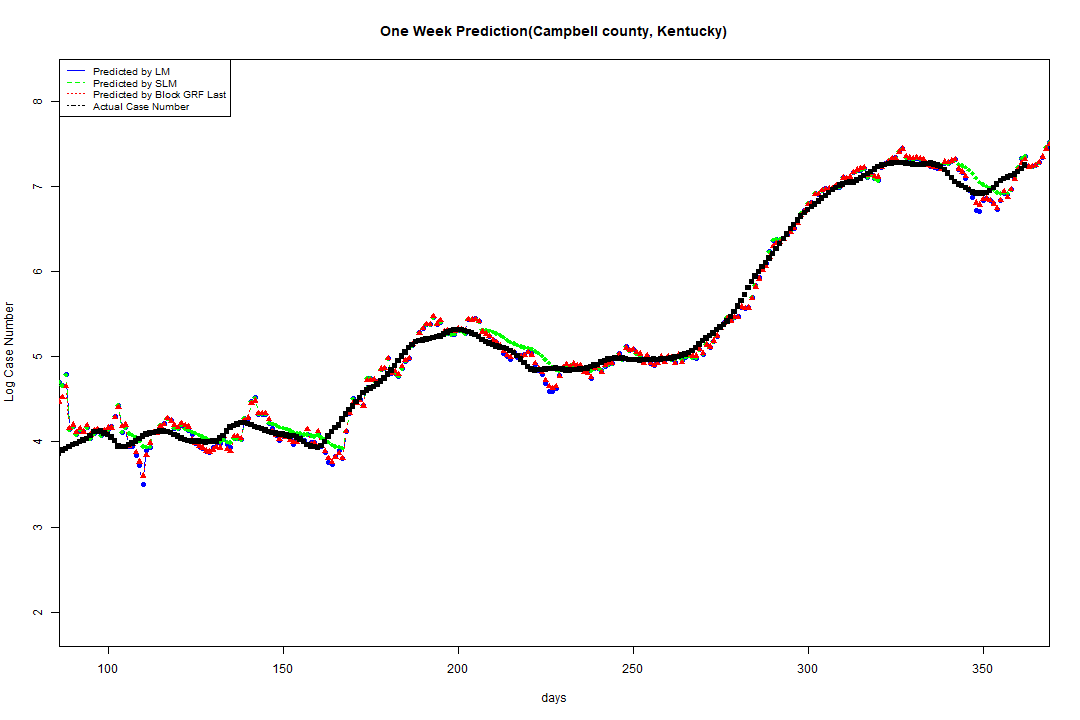 One Week Prediction(Campbell county, Kentucky)
Predicted by LM
Predicted by SLM
Predicted by Block GRF Last
Actual Case Number
8
7
6
5
4
3
2
Log Case Number
100 150 200 250 300 350
days